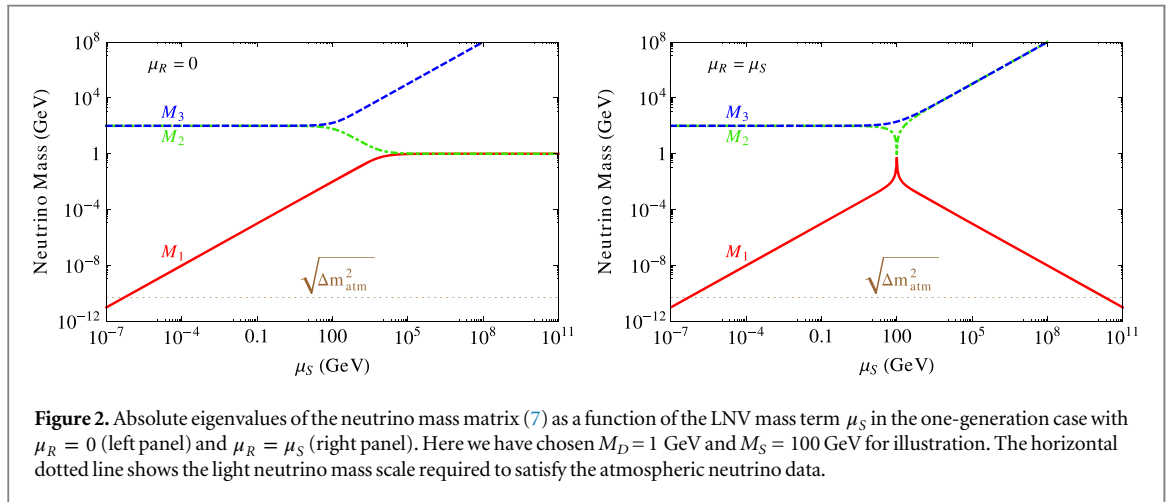 10^8
10^4
1
10^-4
10^-8
10^-12
Neutrino Mass (GeV)
μ_R = 0
M_3
M_2
M_1
√Δm²_atm
10^-7 10^-4 0.1 100 10^5 10^8 10^11
μ_S (GeV)
10^8
10^4
1
10^-4
10^-8
10^-12
Neutrino Mass (GeV)
μ_R = μ_S
M_3
M_2
M_1
√Δm²_atm
10^-7 10^-4 0.1 100 10^5 10^8 10^11
μ_S (GeV)
Figure 2. Absolute eigenvalues of the neutrino mass matrix (7) as a function of the LNV mass term μ_S in the one-generation case with
μ_R = 0 (left panel) and μ_R = μ_S (right panel). Here we have chosen M_D = 1 GeV and M_S = 100 GeV for illustration. The horizontal
dotted line shows the light neutrino mass scale required to satisfy the atmospheric neutrino data.